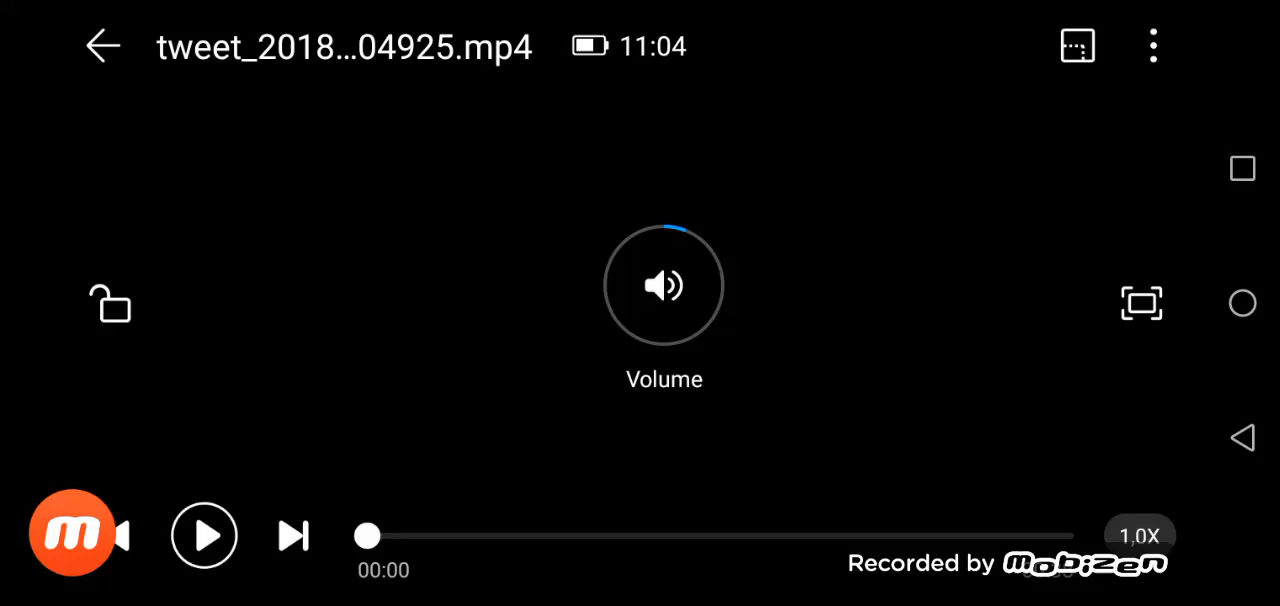 tweet_2018...04925.mp4 11:04
Volume
1,0X
00:00
Recorded by mobizen